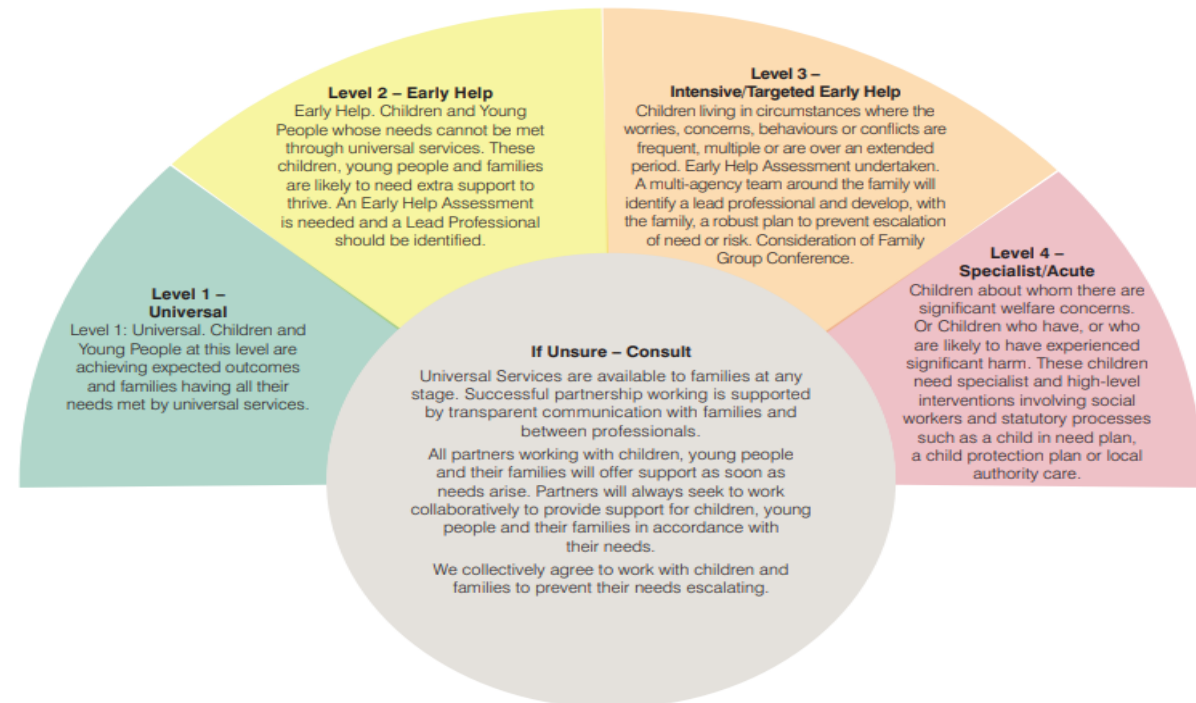 Level 1 –
Universal
Level 1: Universal. Children and
Young People at this level are
achieving expected outcomes
and families having all their
needs met by universal services.
Level 2 – Early Help
Early Help. Children and Young
People whose needs cannot be met
through universal services. These
children, young people and families
are likely to need extra support to
thrive. An Early Help Assessment
is needed and a Lead Professional
should be identified.
Level 3 –
Intensive/Targeted Early Help
Children living in circumstances where the
worries, concerns, behaviours or conflicts are
frequent, multiple or are over an extended
period. Early Help Assessment undertaken.
A multi-agency team around the family will
identify a lead professional and develop, with
the family, a robust plan to prevent escalation
of need or risk. Consideration of Family
Group Conference.
Level 4 –
Specialist/Acute
Children about whom there are
significant welfare concerns.
Or Children who have, or who
are likely to have experienced
significant harm. These children
need specialist and high-level
interventions involving social
workers and statutory processes
such as a child in need plan,
a child protection plan or local
authority care.
If Unsure – Consult
Universal Services are available to families at any
stage. Successful partnership working is supported
by transparent communication with families and
between professionals.
All partners working with children, young people
and their families will offer support as soon as
needs arise. Partners will always seek to work
collaboratively to provide support for children, young
people and their families in accordance with
their needs.
We collectively agree to work with children and
families to prevent their needs escalating.